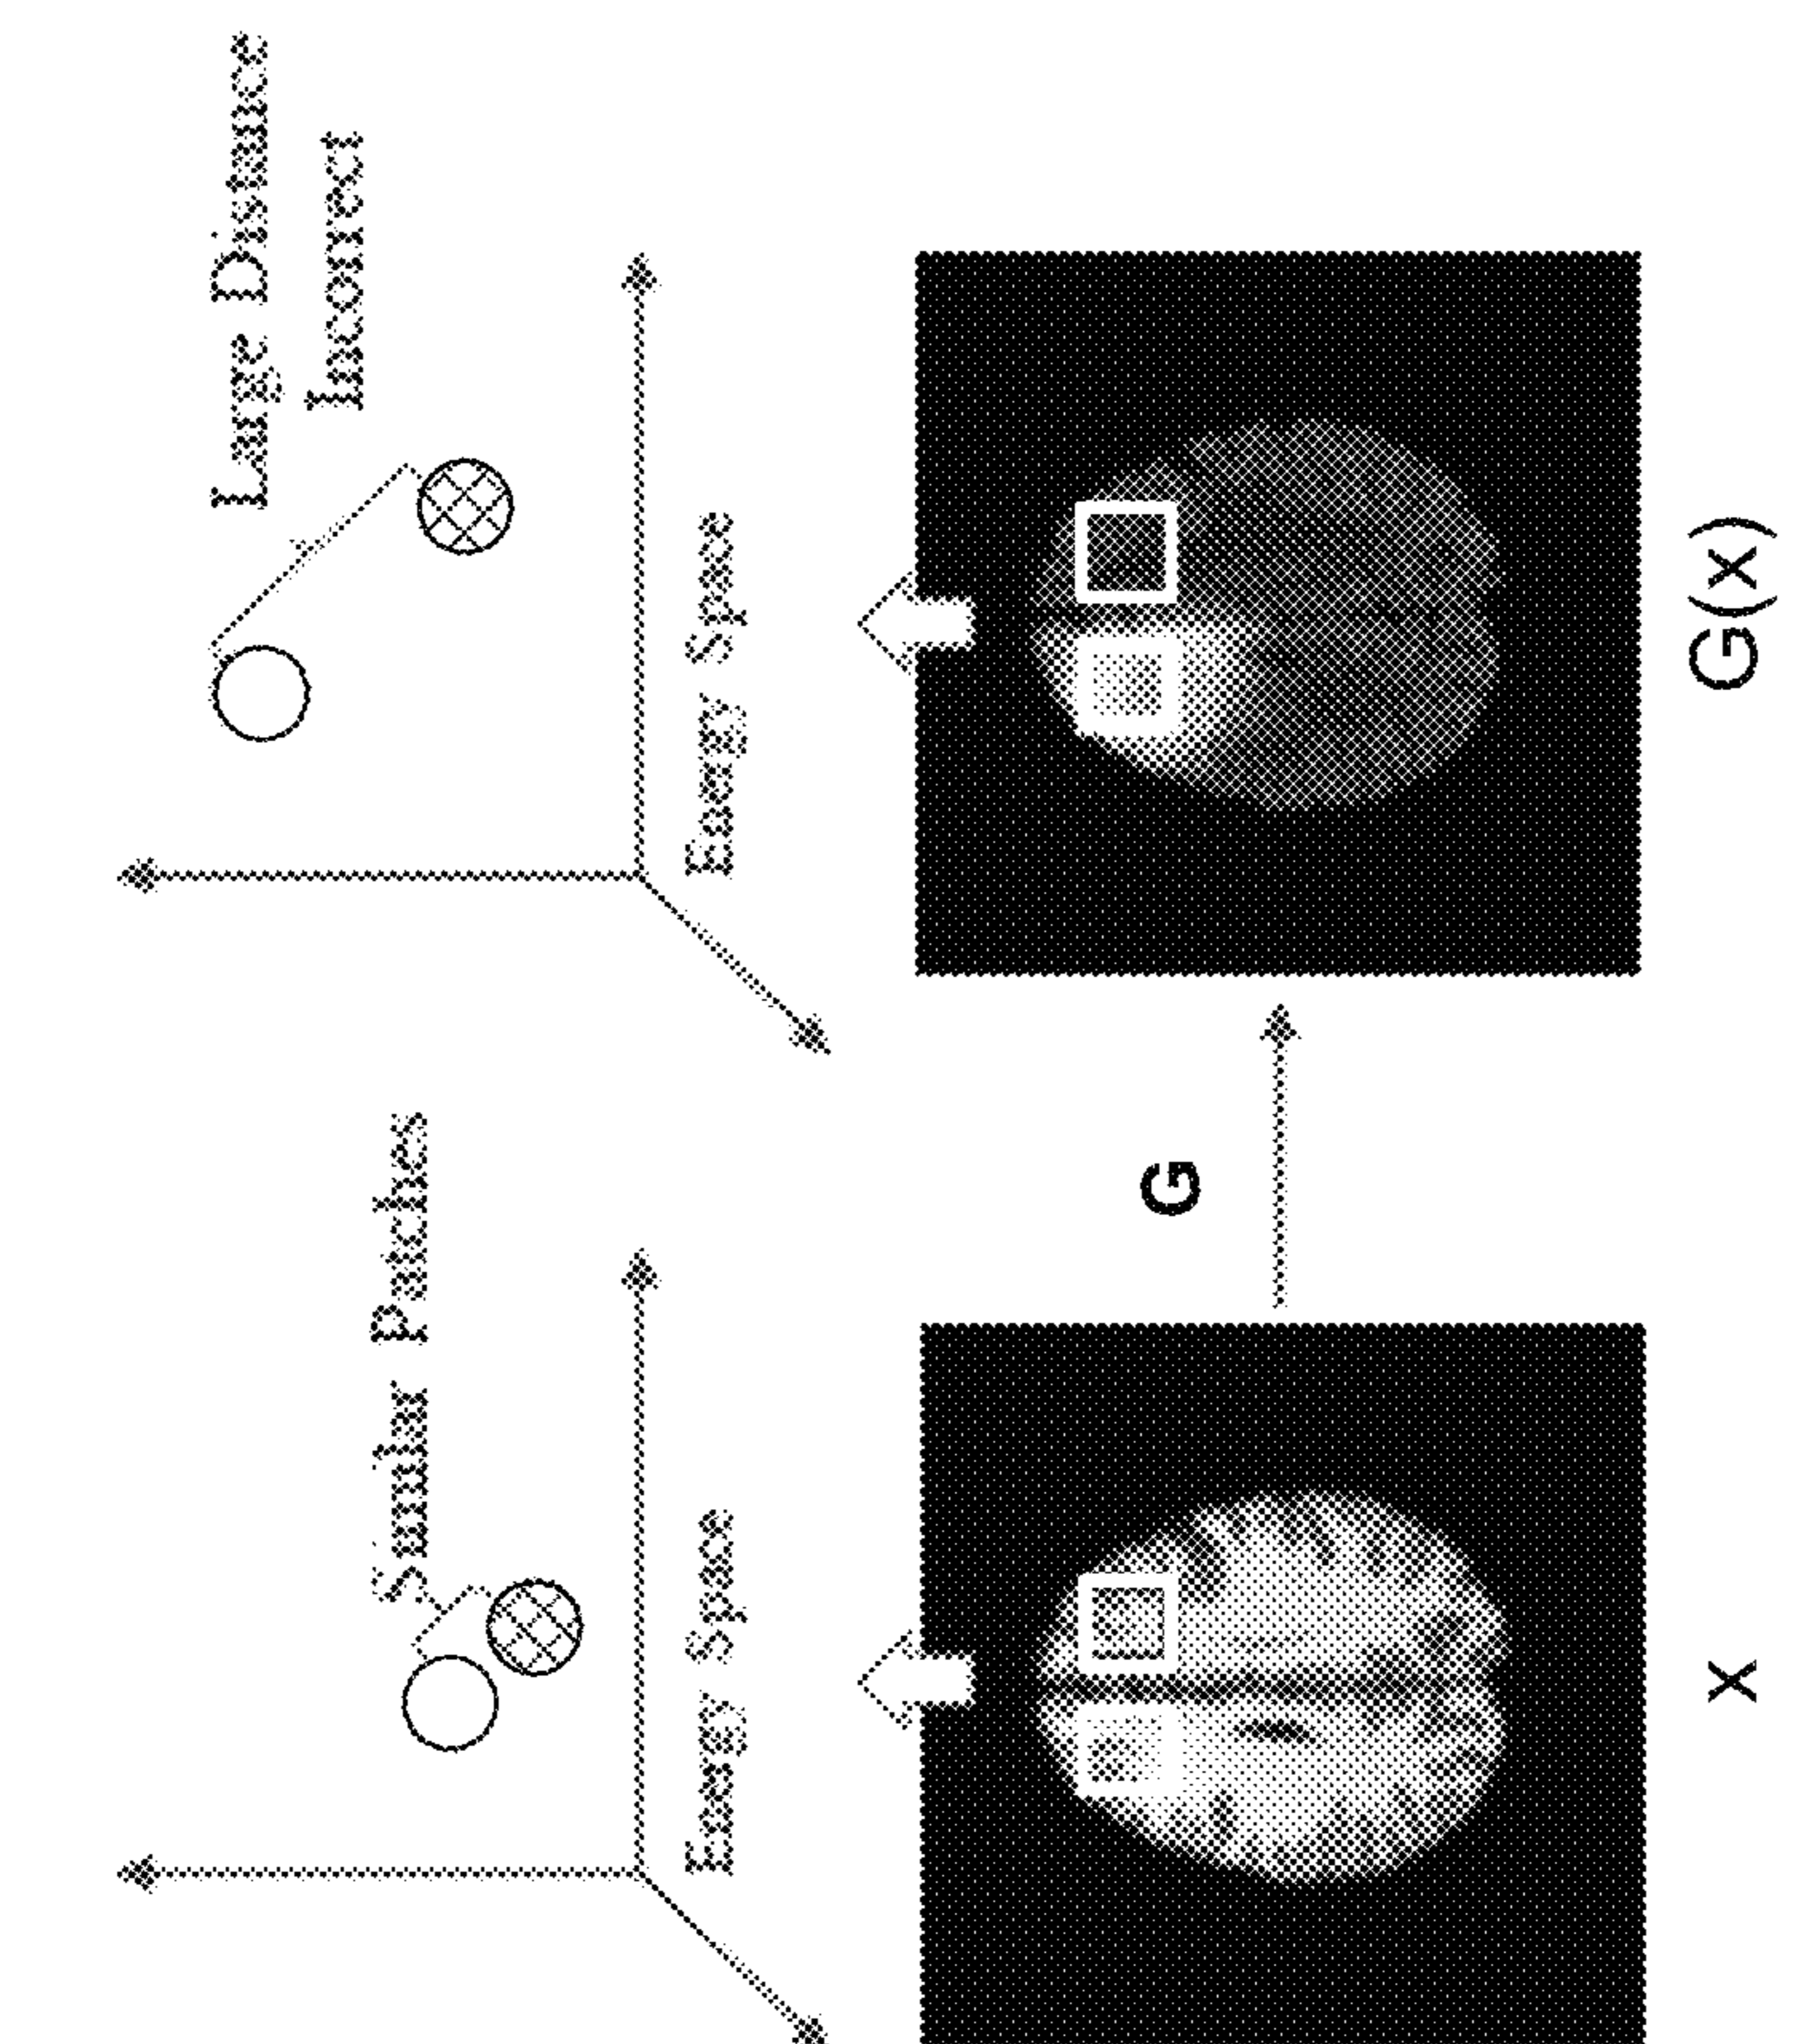 Similar Patches
Energy Space
X
G
Large Distance
Incorrect
Energy Space
G(x)